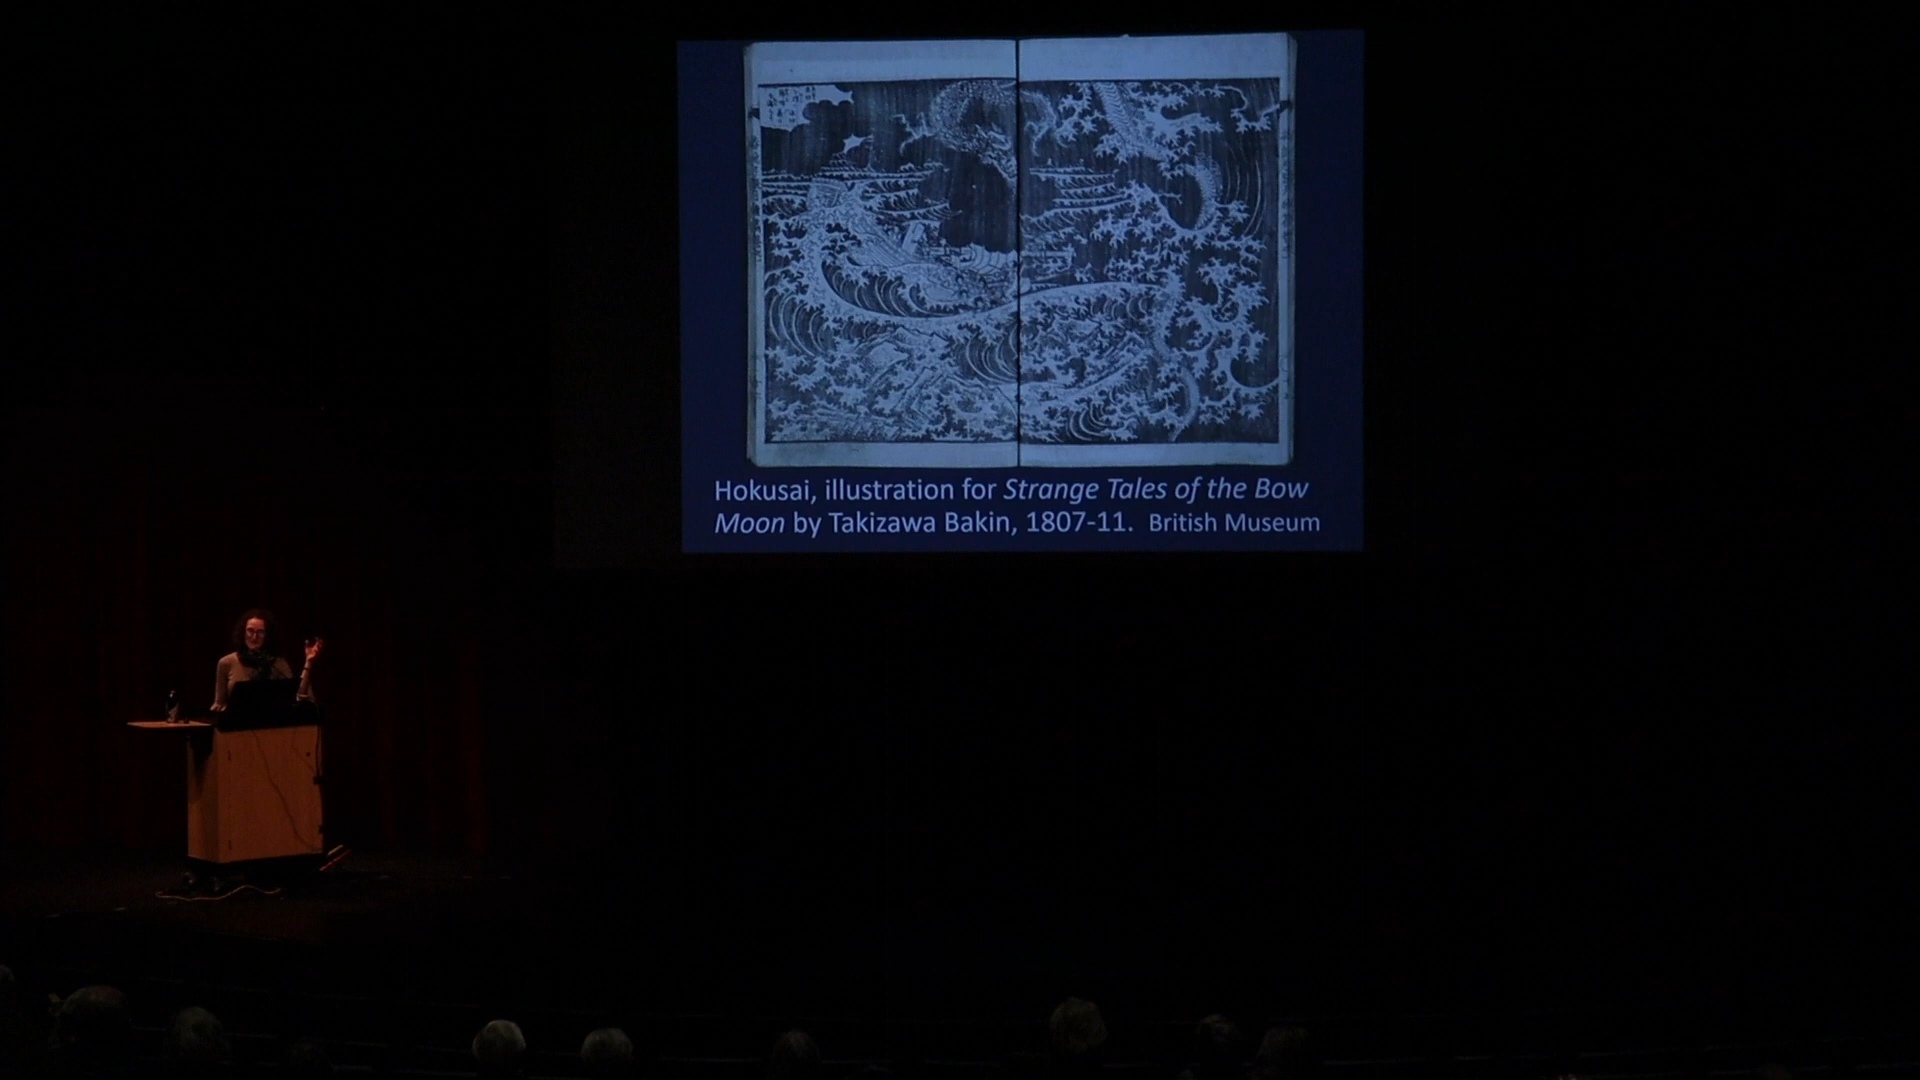 Hokusai, illustration for Strange Tales of the Bow
Moon by Takizawa Bakin, 1807-11. British Museum